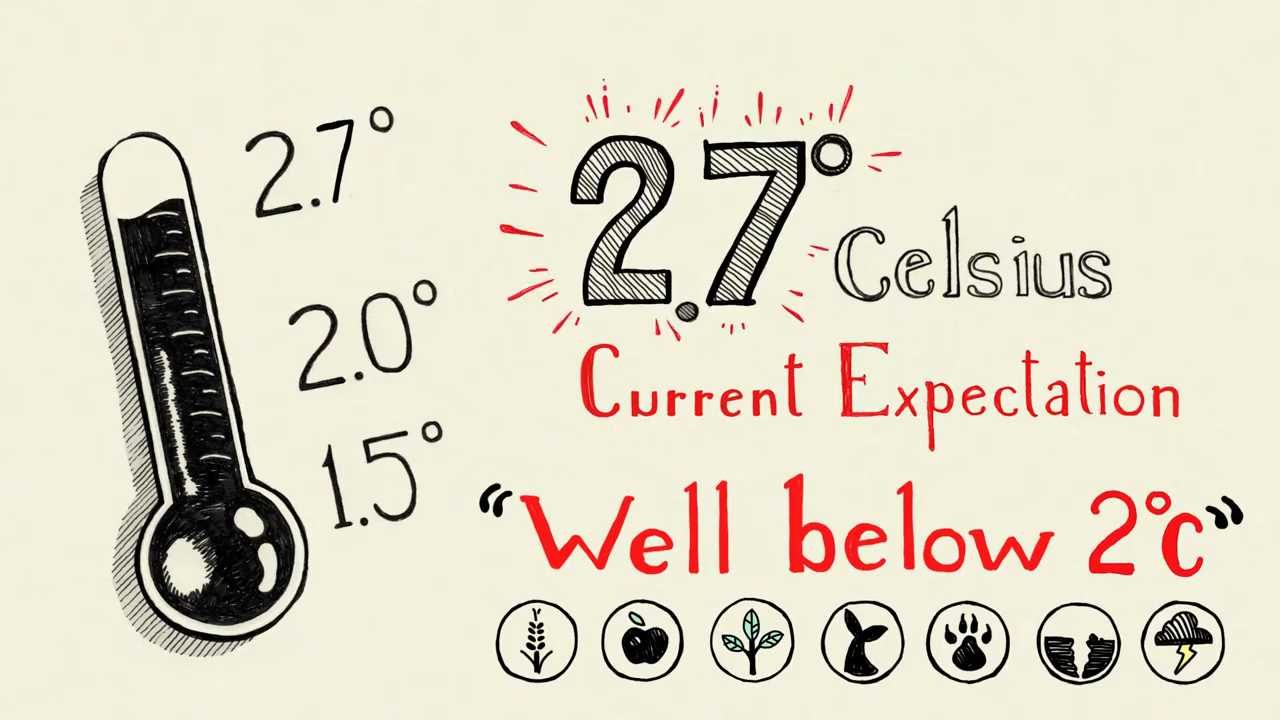 2.7°
2.0°
1.5°
2.7° Celsius
Current Expectation
“Well below 2°C”